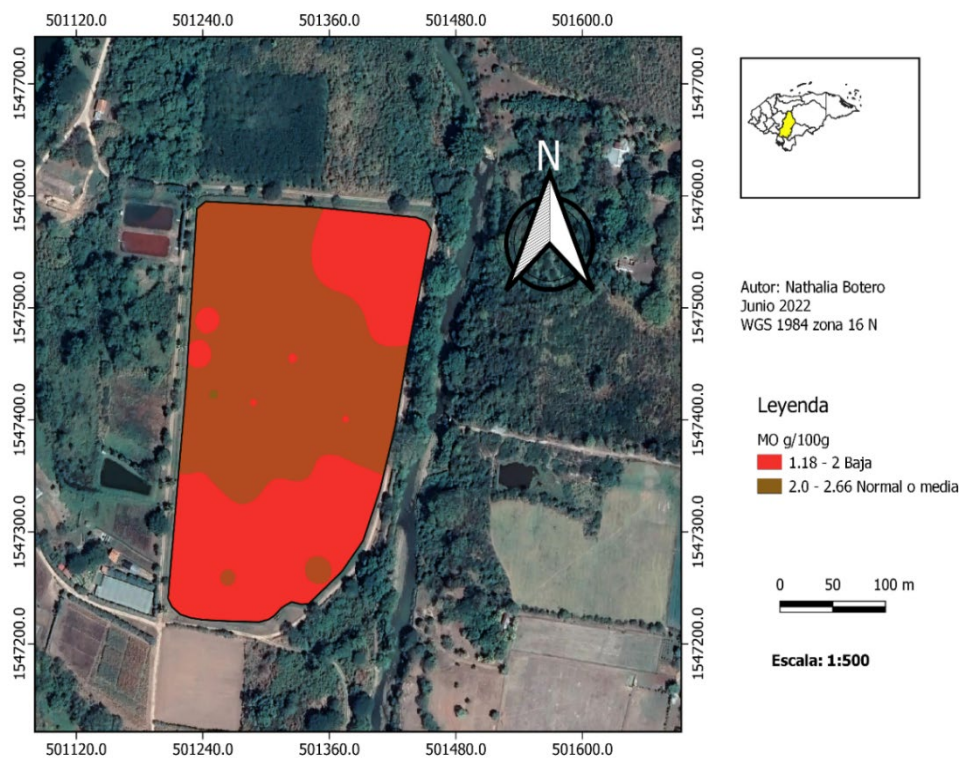 501120.0 501240.0 501360.0 501480.0 501600.0
1547700.0
1547600.0
1547500.0
1547400.0
1547300.0
1547200.0
N
1547700.0
1547600.0
1547500.0
1547400.0
1547300.0
1547200.0
501120.0 501240.0 501360.0 501480.0 501600.0
Autor: Nathalia Botero
Junio 2022
WGS 1984 zona 16 N
Leyenda
MO g/100g
1.18 - 2 Baja
2.0 - 2.66 Normal o media
0 50 100 m
Escala: 1:500